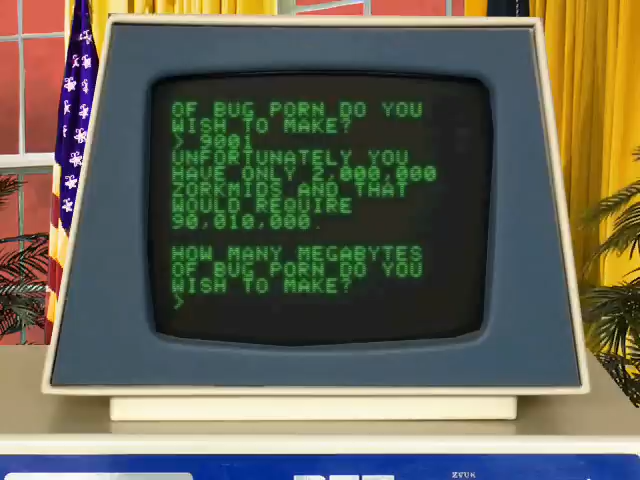 OF BUG PORN DO YOU
WISH TO MAKE?
> 9001
UNFORTUNATELY YOU
HAVE ONLY 2,000,000
ZORKMIDS AND THAT
WOULD REQUIRE
90,010,000.
HOW MANY MEGABYTES
OF BUG PORN DO YOU
WISH TO MAKE?
>